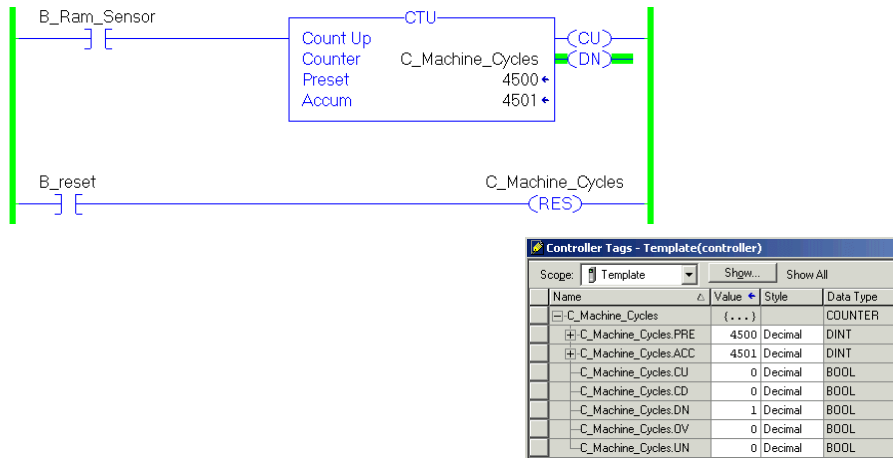 B_Ram_Sensor
CTU
Count Up
CU
Counter C_Machine_Cycles
DN
Preset 4500
Accum 4501
B_reset C_Machine_Cycles
RES
Controller Tags - Template(controller)
Scope: Template Show... Show All
Name Value Style Data Type
C_Machine_Cycles {...} COUNTER
C_Machine_Cycles.PRE 4500 Decimal DINT
C_Machine_Cycles.ACC 4501 Decimal DINT
C_Machine_Cycles.CU 0 Decimal BOOL
C_Machine_Cycles.CD 0 Decimal BOOL
C_Machine_Cycles.DN 1 Decimal BOOL
C_Machine_Cycles.OV 0 Decimal BOOL
C_Machine_Cycles.UN 0 Decimal BOOL